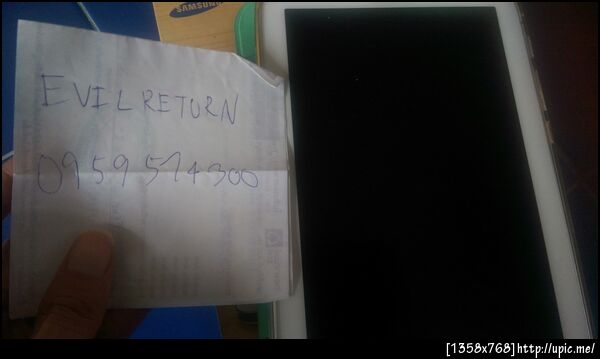 SAMSUNG
EVIL RETURN
0959574300
[1358x768]http://upic.me/